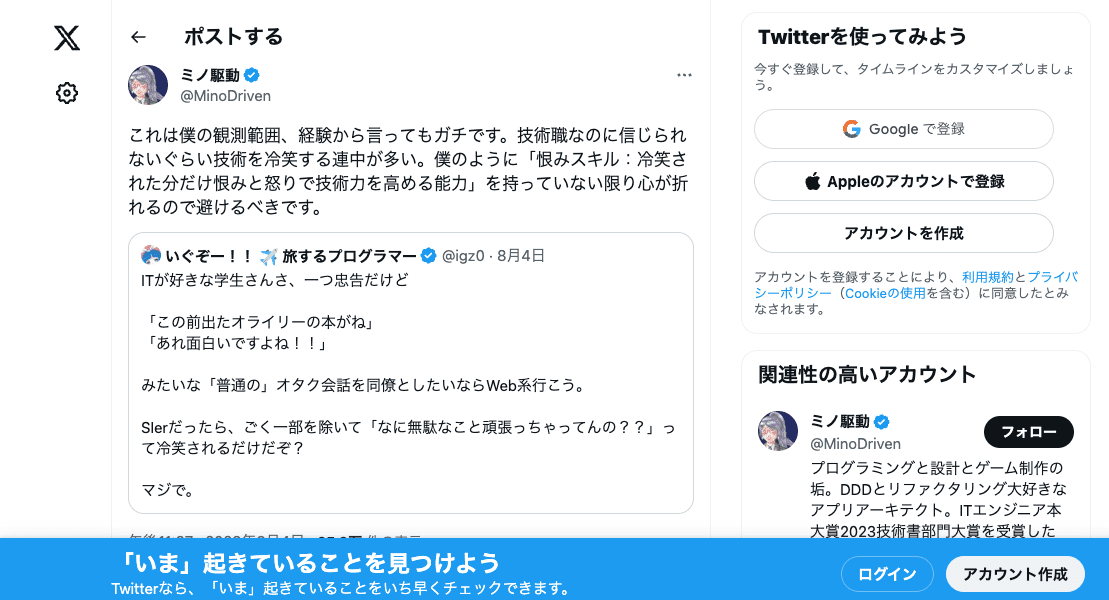 ポストする
ミノ駆動
@MinoDriven
これは僕の観測範囲、経験から言ってもガチです。技術職なのに信じられ
ないぐらい技術を冷笑する連中が多い。僕のように「恨みスキル：冷笑さ
れた分だけ恨みと怒りで技術力を高める能力」を持っていない限り心が折
れるので避けるべきです。
いぐぞー！！ ✈️ 旅するプログラマー @igz0 · 8月4日
ITが好きな学生さんさ、一つ忠告だけど
「この前出たオライリーの本がね」
「あれ面白いですよね！！」
みたいな「普通の」オタク会話を同僚としたいならWeb系行こう。
SIerだったら、ごく一部を除いて「なに無駄なこと頑張っちゃってんの？？」っ
て冷笑されるだけだぞ？
マジで。
Twitterを使ってみよう
今すぐ登録して、タイムラインをカスタマイズしましょ
う。
Google で登録
Appleのアカウントで登録
アカウントを作成
アカウントを登録することにより、利用規約とプライバ
シーポリシー（Cookieの使用を含む）に同意したとみ
なされます。
関連性の高いアカウント
ミノ駆動
@MinoDriven
フォロー
プログラミングと設計とゲーム制作の
垢。DDDとリファクタリング大好きな
アプリアーキテクト。ITエンジニア本
大賞2023技術書部門大賞を受賞した
「いま」起きていることを見つけよう
Twitterなら、「いま」起きていることをいち早くチェックできます。
ログイン
アカウント作成